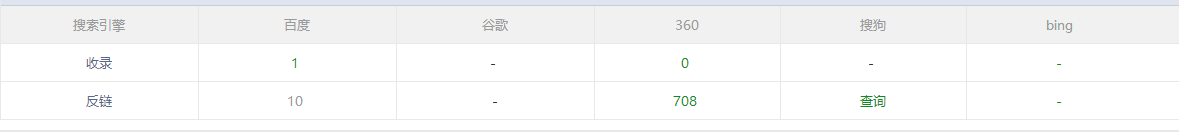 搜索引擎 百度 谷歌 360 搜狗 bing
收录 1 - 0 - -
反链 10 - 708 查询 -